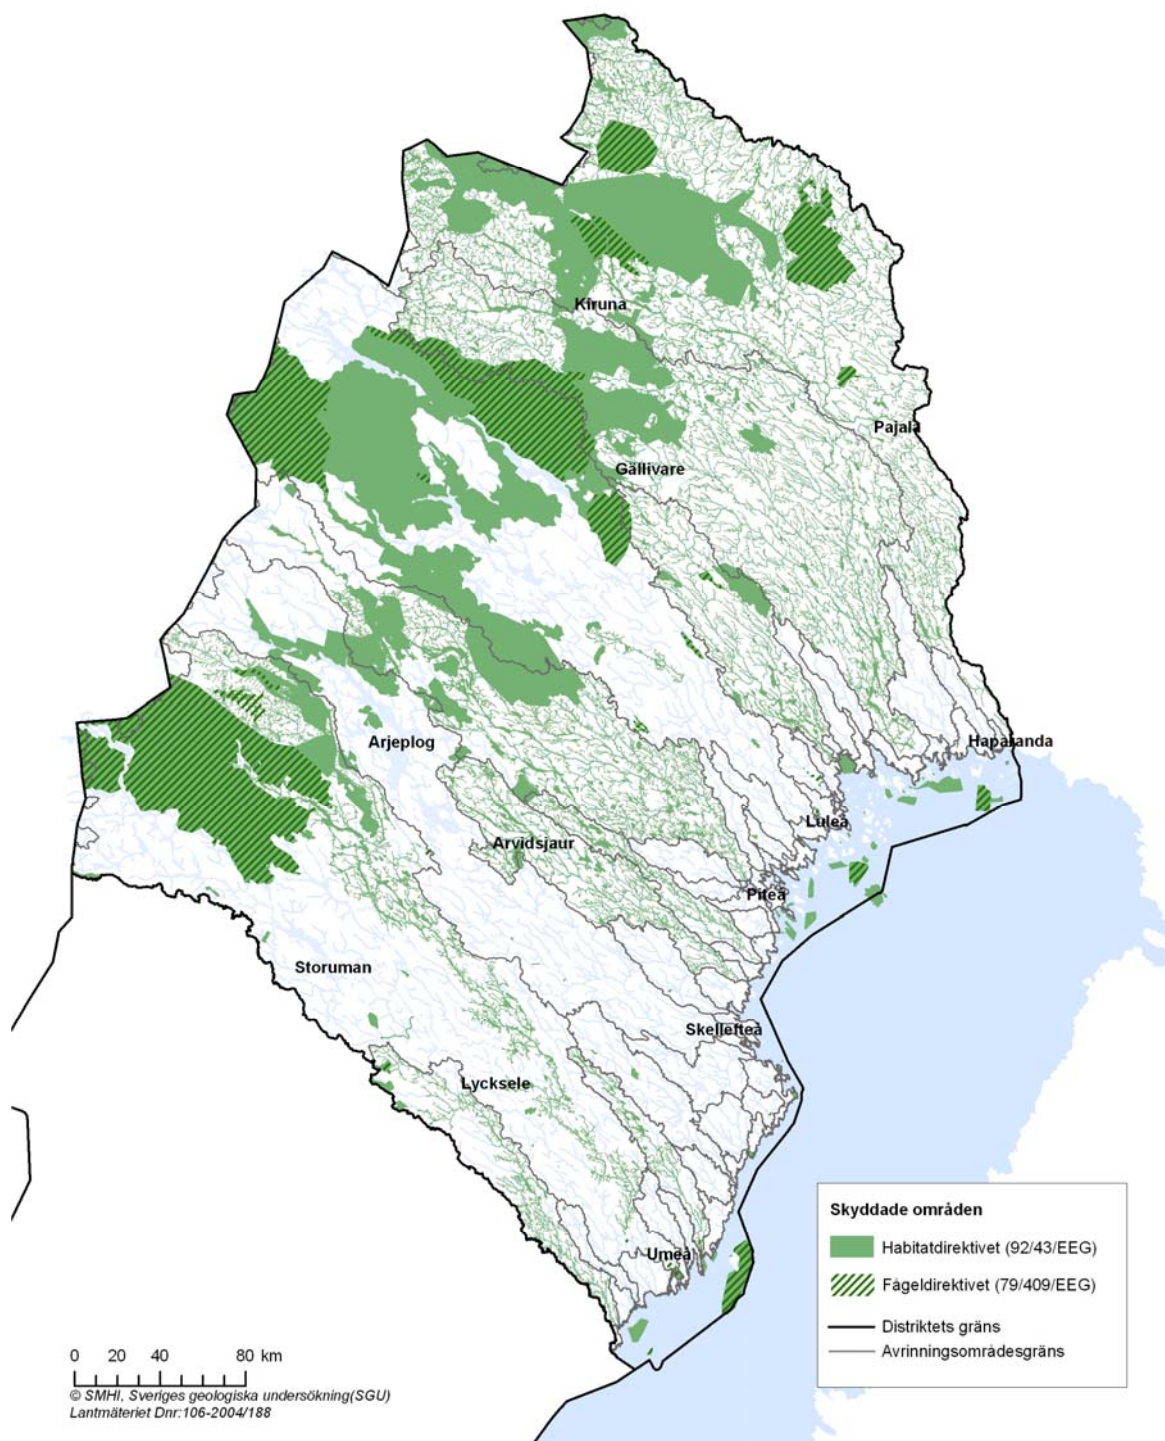 Kiruna
Pajala
Gällivare
Haparanda
Arjeplog
Luleå
Arvidsjaur
Piteå
Storuman
Skellefteå
Lycksele
Umeå
Skyddade områden
Habitatdirektivet (92/43/EEG)
Fågeldirektivet (79/409/EEG)
Distriktets gräns
Avrinningsområdesgräns
0 20 40 80 km
© SMHI, Sveriges geologiska undersökning(SGU)
Lantmäteriet Dnr:106-2004/188